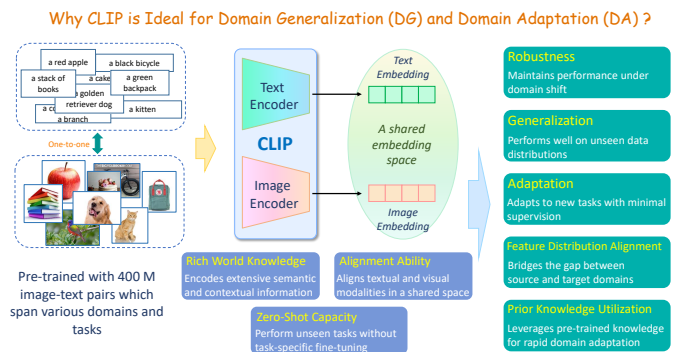 Why CLIP is Ideal for Domain Generalization (DG) and Domain Adaptation (DA) ?
a red apple
a black bicycle
a stack of
books
a cake
a green
backpack
a golden
retriever dog
a kitten
a branch
One-to-one
Pre-trained with 400 M
image-text pairs which
span various domains and
tasks
Text
Encoder
CLIP
Image
Encoder
Text
Embedding
A shared
embedding
space
Image
Embedding
Rich World Knowledge
Encodes extensive semantic
and contextual information
Alignment Ability
Aligns textual and visual
modalities in a shared space
Zero-Shot Capacity
Perform unseen tasks without
task-specific fine-tuning
Robustness
Maintains performance under
domain shift
Generalization
Performs well on unseen data
distributions
Adaptation
Adapts to new tasks with minimal
supervision
Feature Distribution Alignment
Bridges the gap between
source and target domains
Prior Knowledge Utilization
Leverages pre-trained knowledge
for rapid domain adaptation